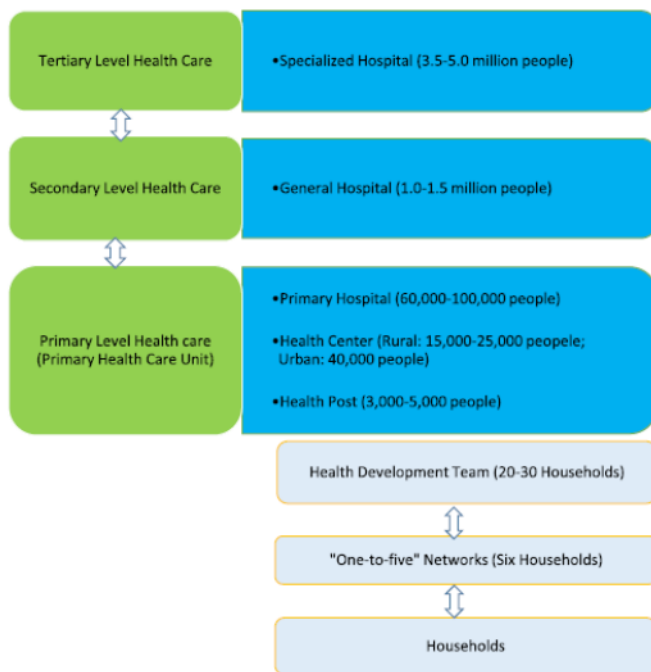 Tertiary Level Health Care
•Specialized Hospital (3.5-5.0 million people)
Secondary Level Health Care
•General Hospital (1.0-1.5 million people)
Primary Level Health care
(Primary Health Care Unit)
•Primary Hospital (60,000-100,000 people)
•Health Center (Rural: 15,000-25,000 peopele;
Urban: 40,000 people)
•Health Post (3,000-5,000 people)
Health Development Team (20-30 Households)
"One-to-five" Networks (Six Households)
Households